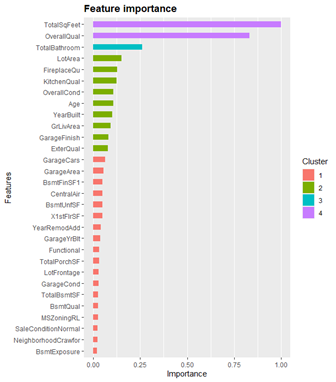 Feature importance
TotalSqFeet
OverallQual
TotalBathroom
LotArea
FireplaceQu
KitchenQual
OverallCond
Age
YearBuilt
GrLivArea
GarageFinish
ExterQual
GarageCars
GarageArea
BsmtFinSF1
CentralAir
BsmtUnfSF
X1stFlrSF
YearRemodAdd
GarageYrBlt
Functional
TotalPorchSF
LotFrontage
GarageCond
TotalBsmtSF
BsmtQual
MSZoningRL
SaleConditionNormal
NeighborhoodCrawfor
BsmtExposure
Features
0.00 0.25 0.50 0.75 1.00
Importance
Cluster
1
2
3
4